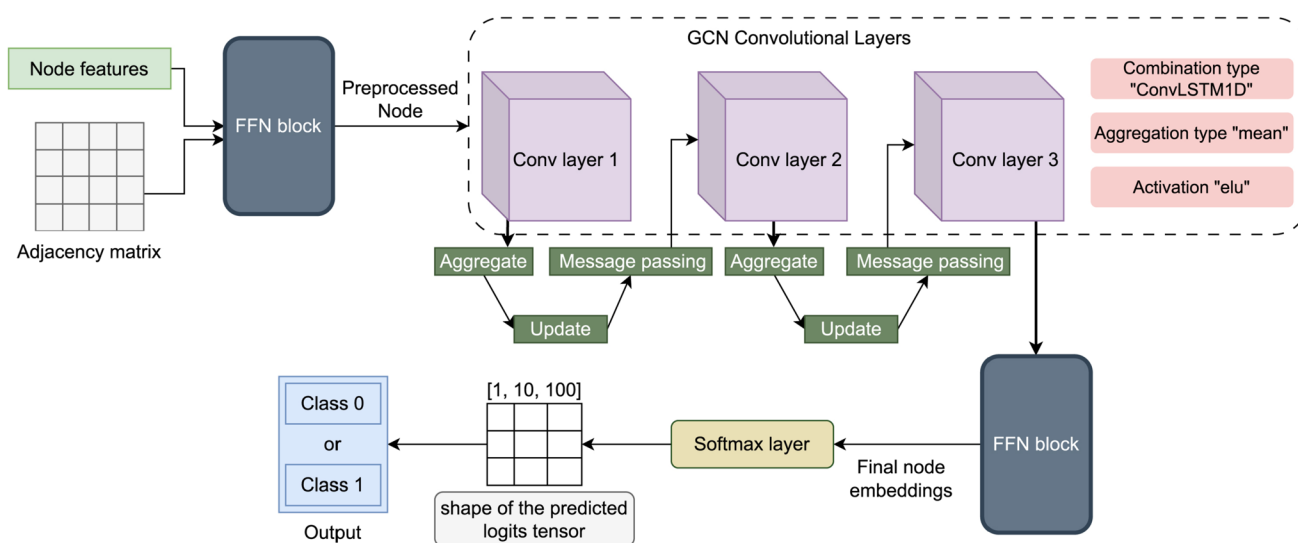 GCN Convolutional Layers
Node features
FFN block
Preprocessed
Node
Adjacency matrix
Conv layer 1
Conv layer 2
Conv layer 3
Combination type
"ConvLSTM1D"
Aggregation type "mean"
Activation "elu"
Aggregate
Message passing
Aggregate
Message passing
Update
Update
FFN block
Final node
embeddings
Softmax layer
[1, 10, 100]
shape of the predicted
logits tensor
Class 0
or
Class 1
Output